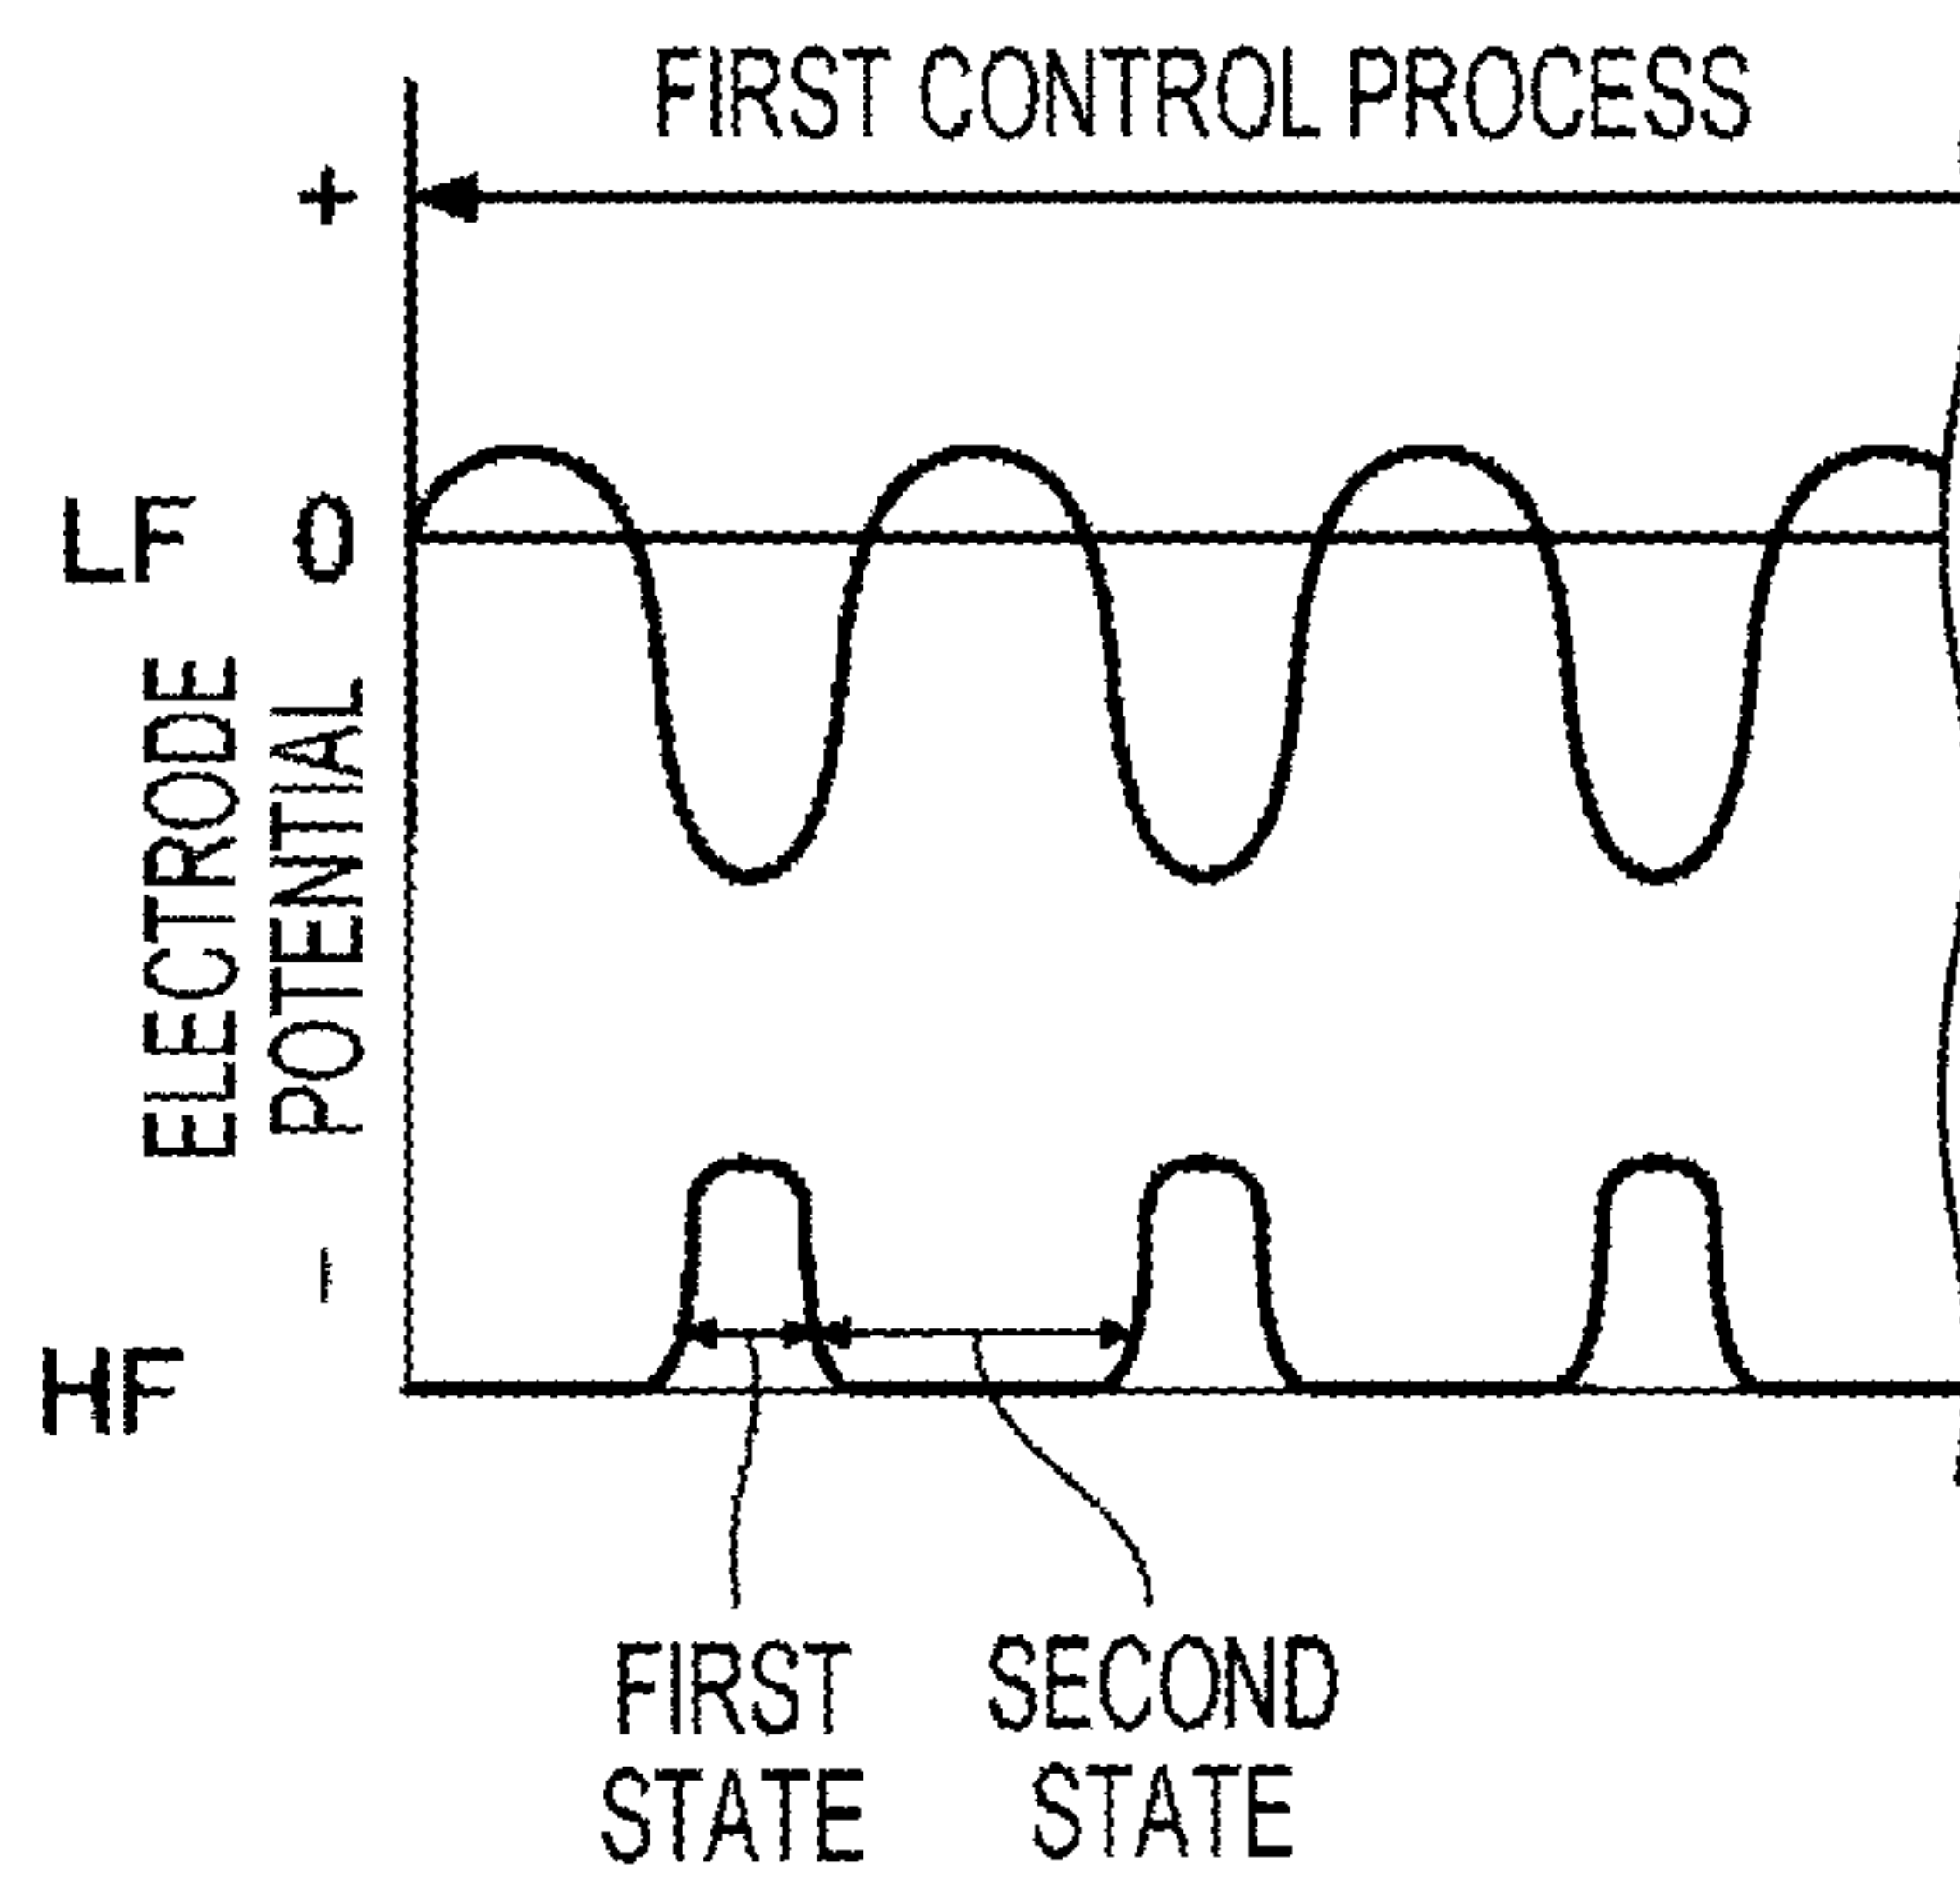 FIRST CONTROL PROCESS
+
LF 0
ELECTRODE
POTENTIAL
-
HF
FIRST
STATE
SECOND
STATE